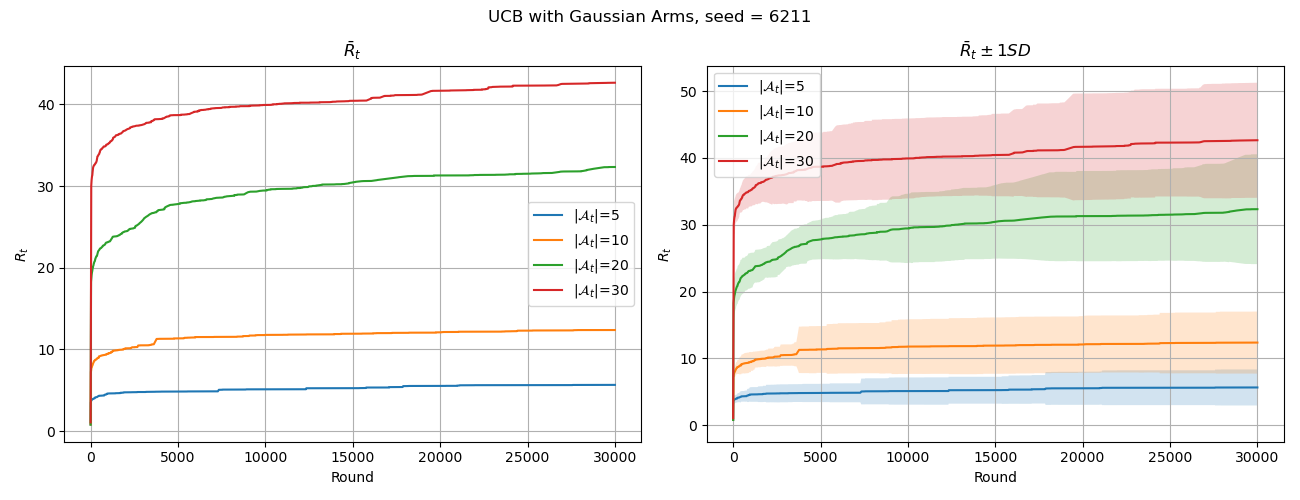 UCB with Gaussian Arms, seed = 6211
R̄ₜ
40
30
20
10
0
Rₜ
0 5000 10000 15000 20000 25000 30000
Round
|𝒜ₜ|=5
|𝒜ₜ|=10
|𝒜ₜ|=20
|𝒜ₜ|=30
R̄ₜ ± 1SD
50
40
30
20
10
0
Rₜ
0 5000 10000 15000 20000 25000 30000
Round
|𝒜ₜ|=5
|𝒜ₜ|=10
|𝒜ₜ|=20
|𝒜ₜ|=30